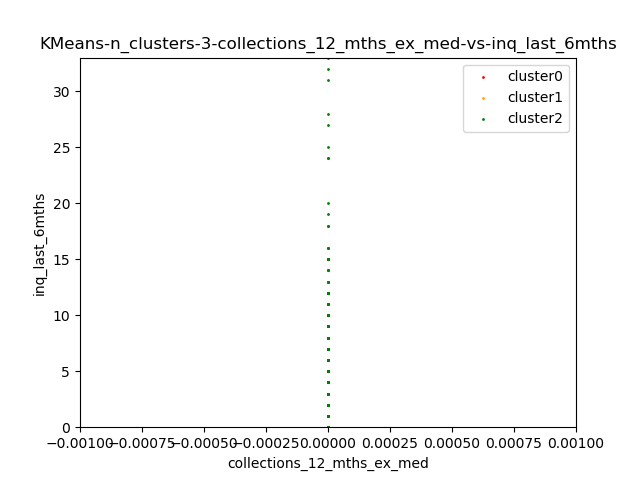 KMeans-n_clusters-3-collections_12_mths_ex_med-vs-inq_last_6mths
cluster0
cluster1
cluster2
30
25
20
15
10
5
0
inq_last_6mths
−0.00100 −0.00075 −0.00050 −0.00025 0.00000 0.00025 0.00050 0.00075 0.00100
collections_12_mths_ex_med